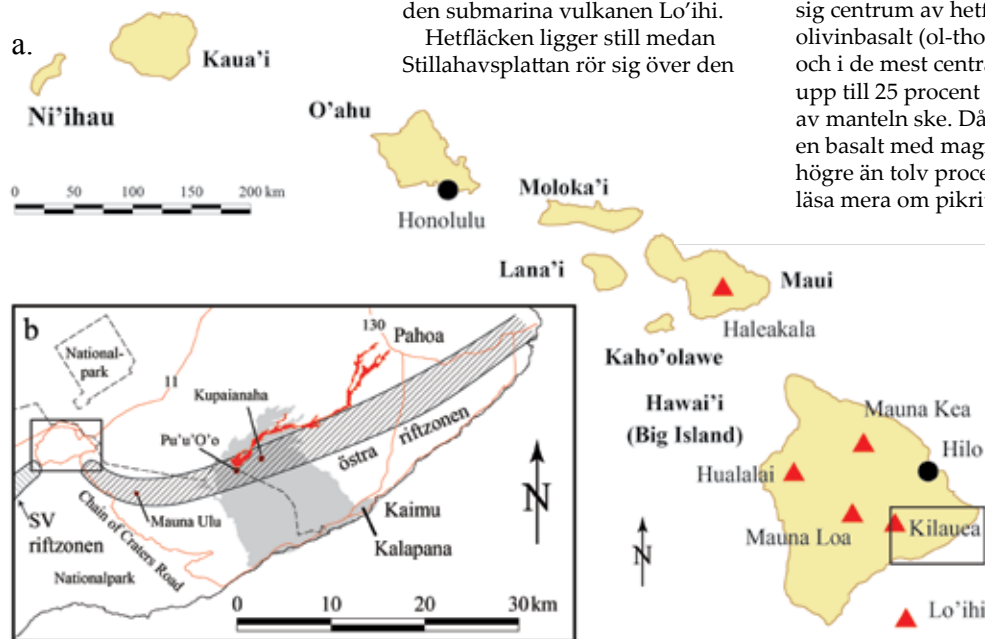 den submarina vulkanen Lo'ihi.
Hetfläcken ligger still medan
Stillahavsplattan rör sig över den
sig centrum av hetf
olivinbasalt (ol-tho
och i de mest centra
upp till 25 procent
av manteln ske. Då
en basalt med magn
högre än tolv proce
läsa mera om pikri
a.
Kaua'i
Ni'ihau
O'ahu
0 50 100 150 200 km
Honolulu
Moloka'i
Lana'i
Maui
Haleakala
Kaho'olawe
Hawai'i
(Big Island)
Mauna Kea
Hilo
Hualalai
Mauna Loa
Kilauea
N
Lo'ihi
b
National-
park
130
Pahoa
11
Kupaianaha
Pu'u'O'o
östra
riftzonen
N
Mauna Ulu
SV
riftzonen
Chain of Craters Road
Kaimu
Kalapana
Nationalpark
0 10 20 30 km